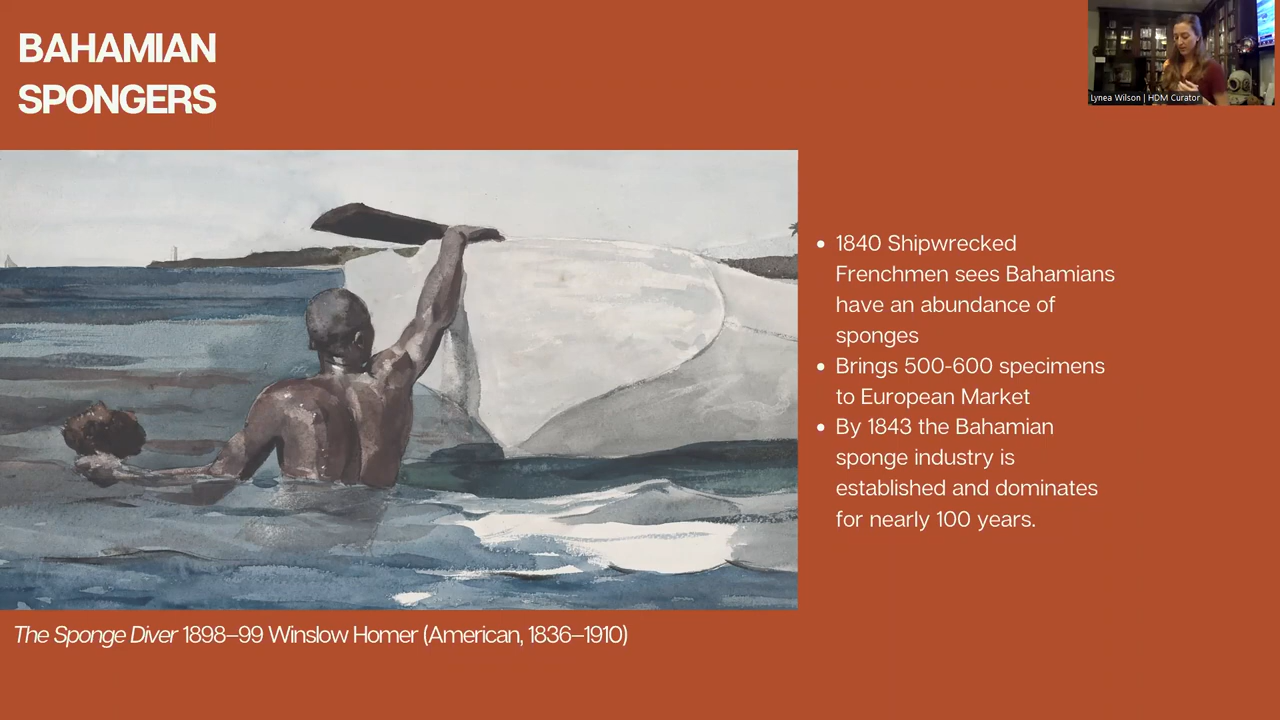 BAHAMIAN
SPONGERS
Lynea Wilson | HDM Curator
• 1840 Shipwrecked
Frenchmen sees Bahamians
have an abundance of
sponges
• Brings 500-600 specimens
to European Market
• By 1843 the Bahamian
sponge industry is
established and dominates
for nearly 100 years.
The Sponge Diver 1898–99 Winslow Homer (American, 1836–1910)